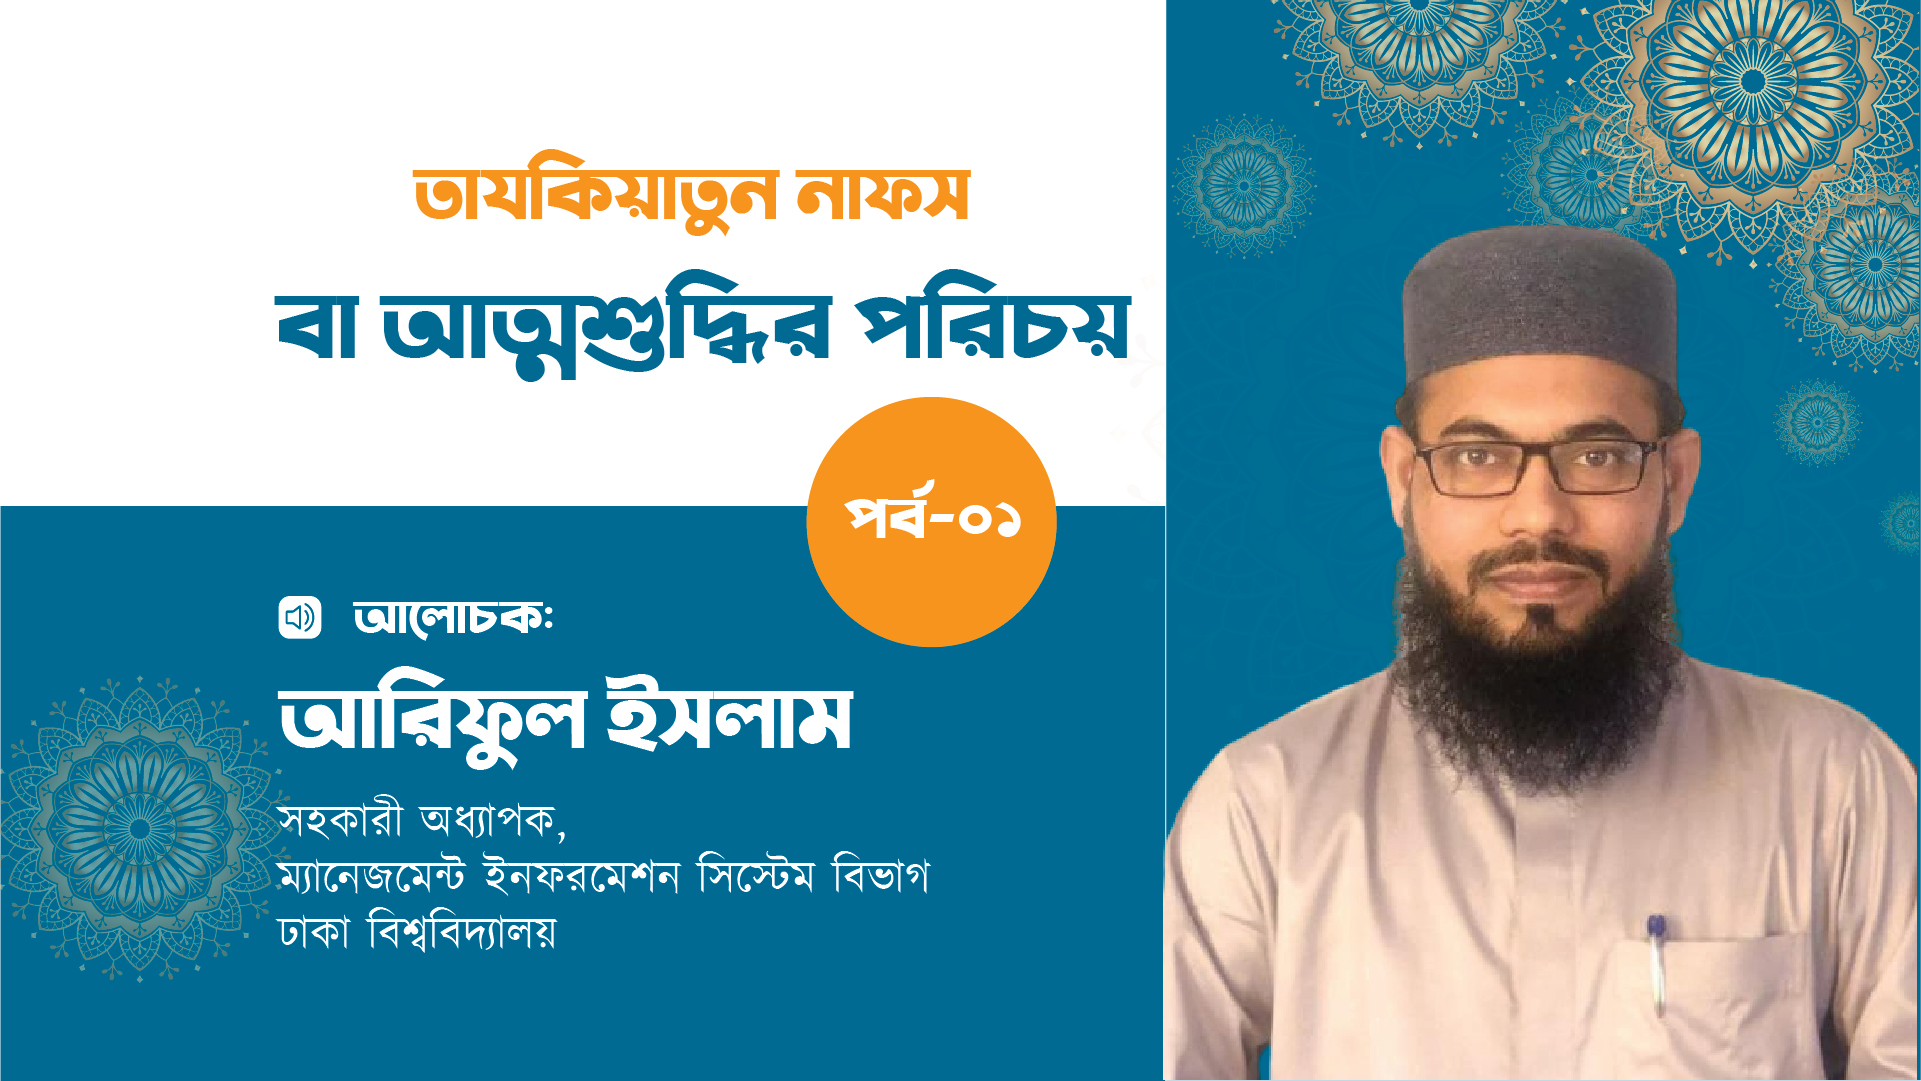 তাযকিয়াতুন নাফস
বা আত্মশুদ্ধির পরিচয়
পর্ব-০১
আলোচক:
আরিফুল ইসলাম
সহকারী অধ্যাপক,
ম্যানেজমেন্ট ইনফরমেশন সিস্টেম বিভাগ
ঢাকা বিশ্ববিদ্যালয়